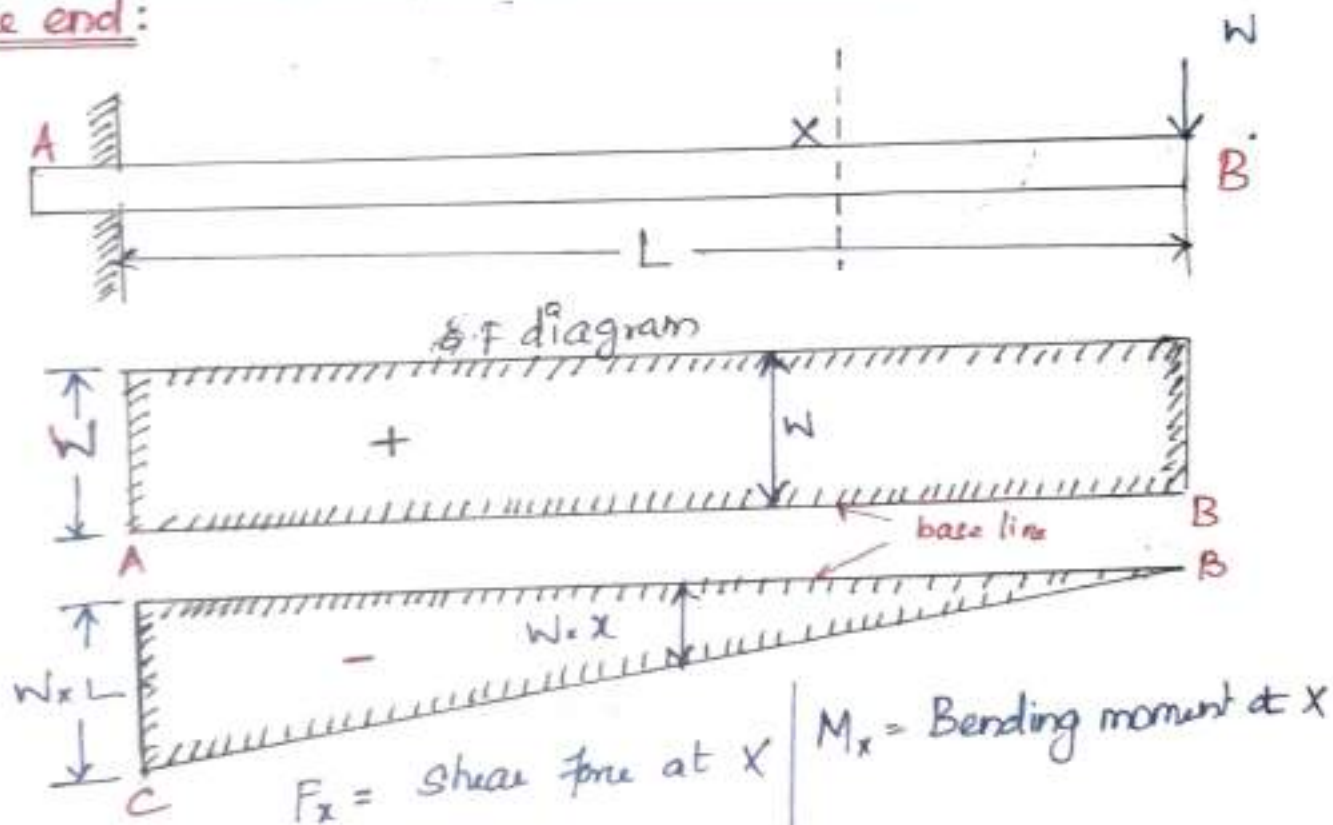 e end:
W
A
X
B
L
S.F diagram
W
+
W
A
base line
B
B
W×L
-
W.x
C
Fx = Shear force at X
Mx = Bending moment at X